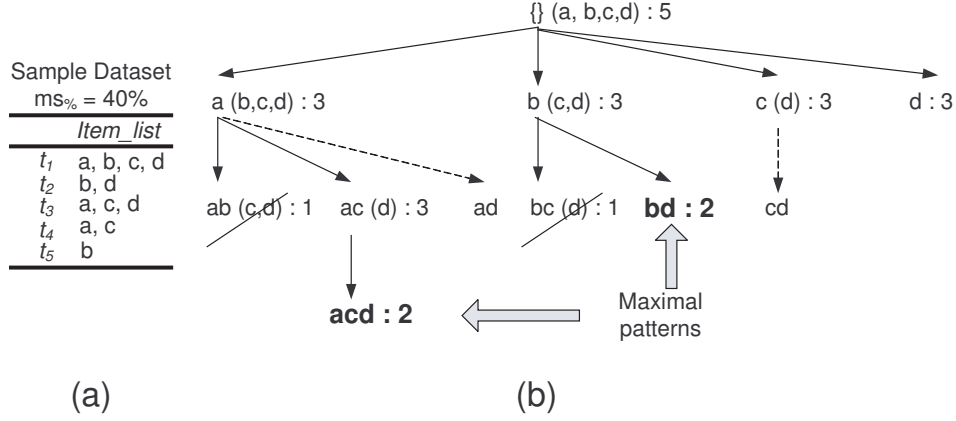 {} (a, b,c,d) : 5
Sample Dataset
ms% = 40%
Item_list
t1 a, b, c, d
t2 b, d
t3 a, c, d
t4 a, c
t5 b
a (b,c,d) : 3
b (c,d) : 3
c (d) : 3
d : 3
ab (c,d) : 1
ac (d) : 3
ad
bc (d) : 1
bd : 2
cd
acd : 2
Maximal
patterns
(a)
(b)